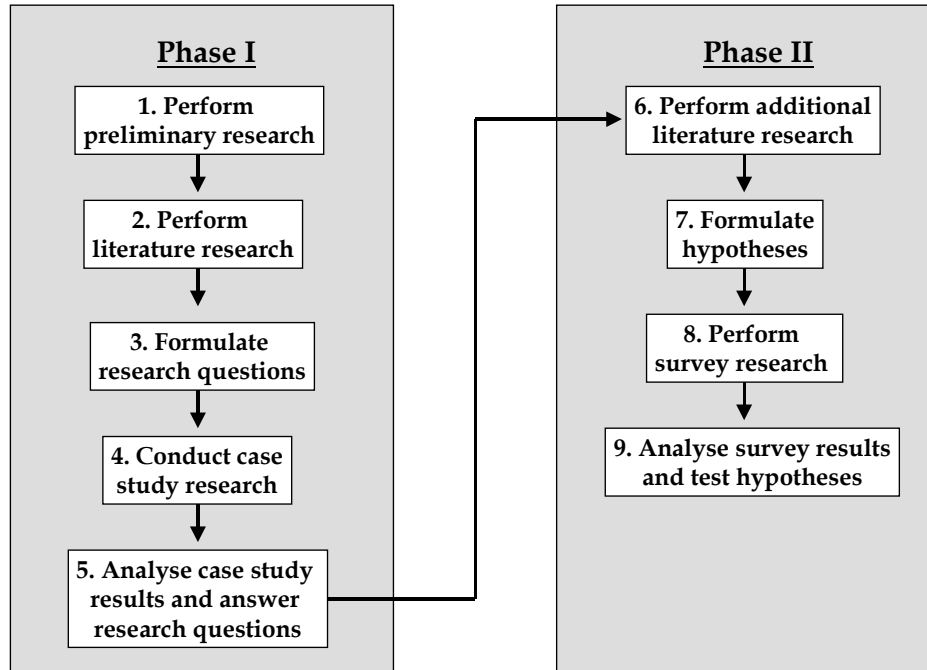 Phase I
1. Perform
preliminary research
2. Perform
literature research
3. Formulate
research questions
4. Conduct case
study research
5. Analyse case study
results and answer
research questions
Phase II
6. Perform additional
literature research
7. Formulate
hypotheses
8. Perform
survey research
9. Analyse survey results
and test hypotheses